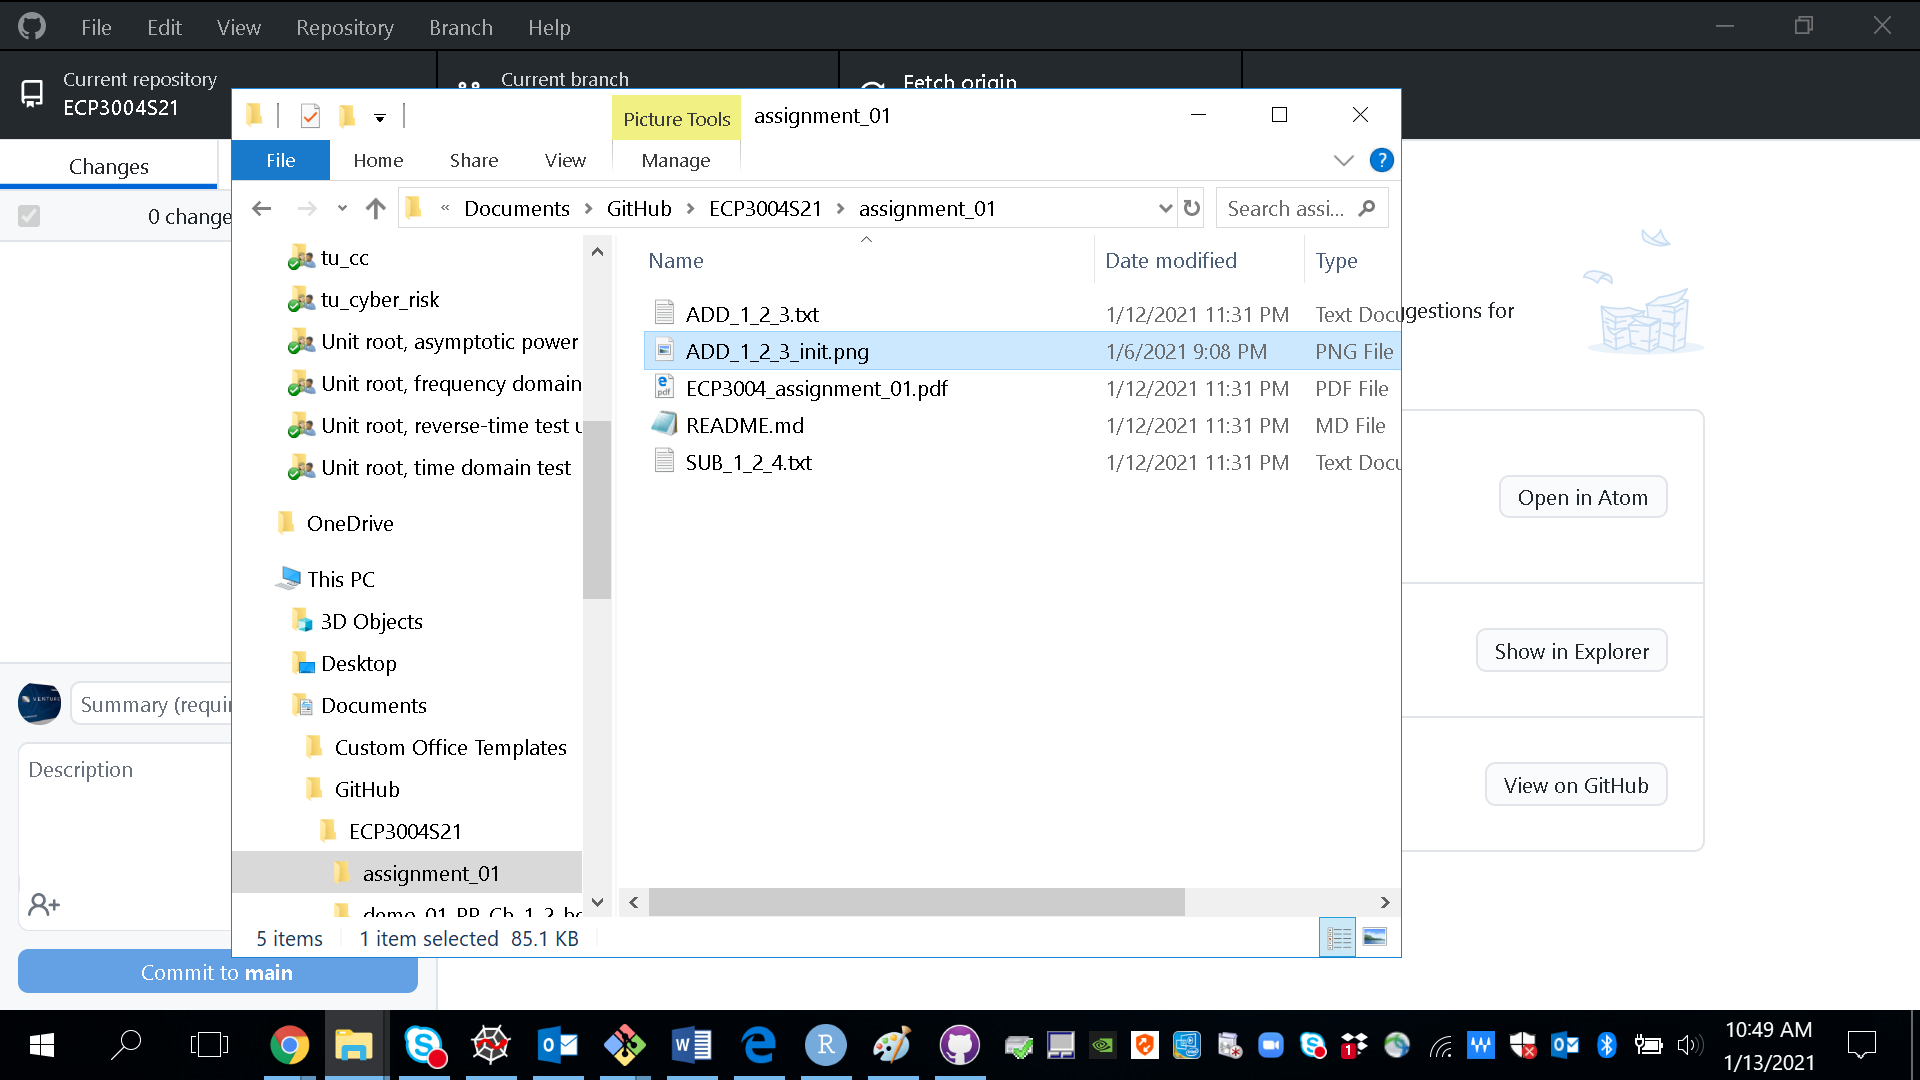 File Edit View Repository Branch Help
Current repository
ECP3004S21
Current branch
Fetch origin
Picture Tools
assignment_01
File Home Share View Manage
?
« Documents > GitHub > ECP3004S21 > assignment_01
Search assi...
Changes
0 change
Name Date modified Type
ADD_1_2_3.txt 1/12/2021 11:31 PM Text Docu
ADD_1_2_3_init.png 1/6/2021 9:08 PM PNG File
ECP3004_assignment_01.pdf 1/12/2021 11:31 PM PDF File
README.md 1/12/2021 11:31 PM MD File
SUB_1_2_4.txt 1/12/2021 11:31 PM Text Docu
tu_cc
tu_cyber_risk
Unit root, asymptotic power
Unit root, frequency domain
Unit root, reverse-time test u
Unit root, time domain test
OneDrive
This PC
3D Objects
Desktop
Documents
Custom Office Templates
GitHub
ECP3004S21
assignment_01
5 items 1 item selected 85.1 KB
gestions for
Open in Atom
Show in Explorer
View on GitHub
Summary (requir
Description
Commit to main
10:49 AM
1/13/2021